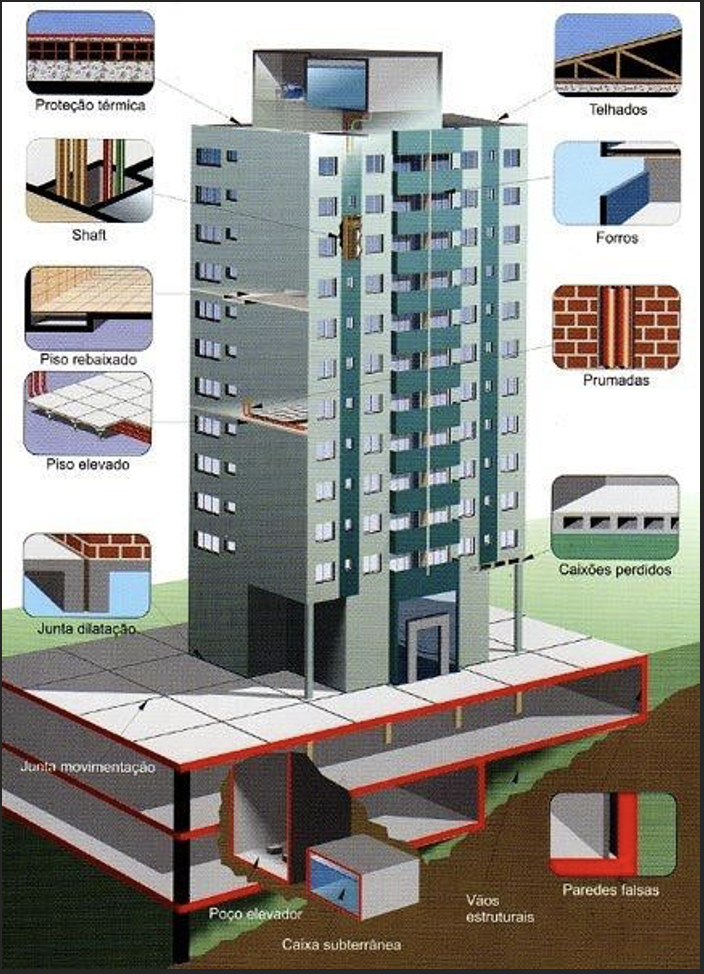 Proteção térmica
Telhados
Shaft
Forros
Piso rebaixado
Prumadas
Piso elevado
Caixões perdidos
Junta dilatação
Junta movimentação
Paredes falsas
Poço elevador
Vãos
estruturais
Caixa subterrânea